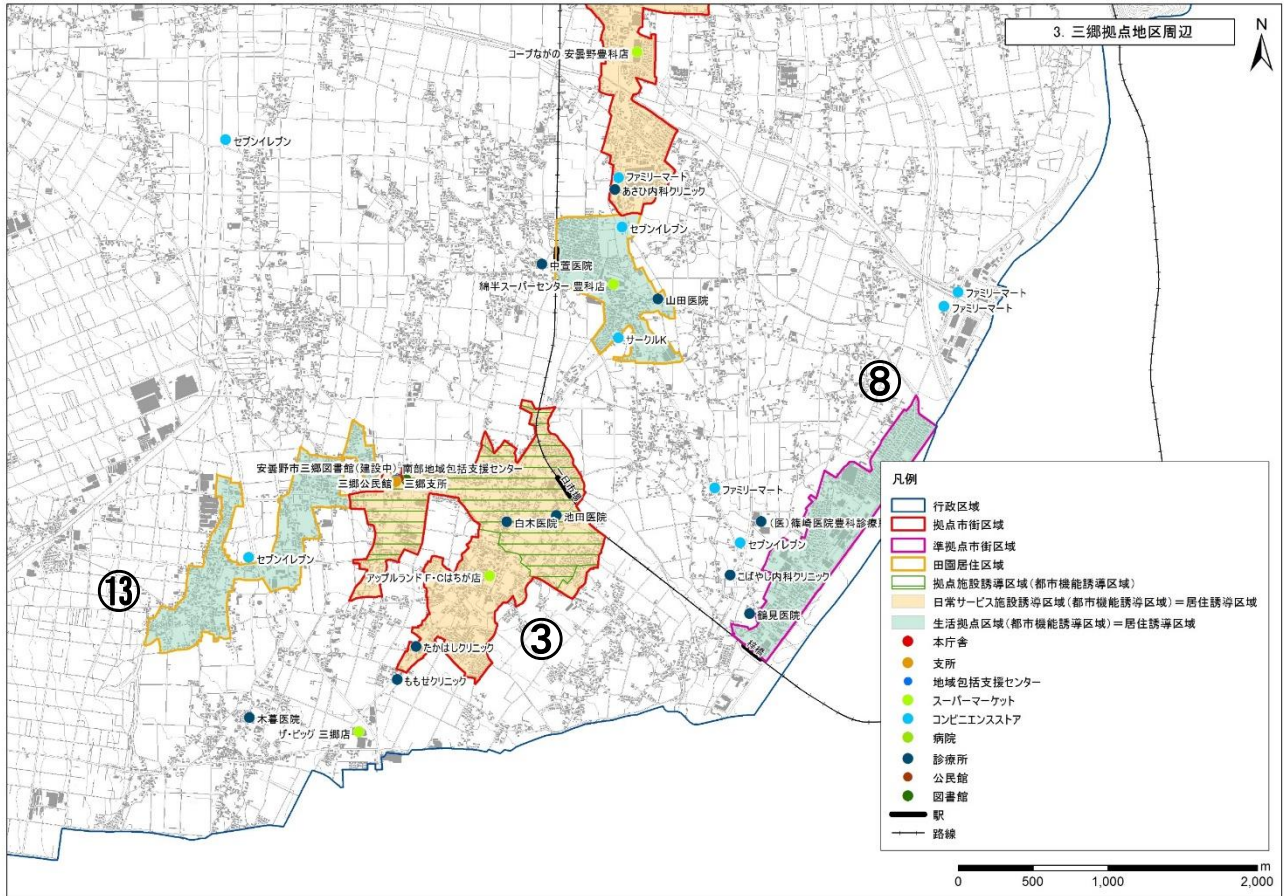 3. 三郷拠点地区周辺
N
コープながの 安曇野豊科店
セブンイレブン
ファミリーマート
あさひ内科クリニック
セブンイレブン
中萱医院
綿半スーパーセンター 豊科店
山田医院
ファミリーマート
ファミリーマート
サークルK
⑧
安曇野市三郷図書館(建設中)
南部地域包括支援センター
三郷公民館
三郷支所
一日市場
ファミリーマート
白木医院
池田医院
(医)篠崎医院豊科診療所
セブンイレブン
セブンイレブン
アップルランド F・Cはちが店
こばやし内科クリニック
⑬
鶴見医院
③
たかはしクリニック
梓橋
ももせクリニック
木暮医院
ザ・ビッグ 三郷店
凡例
行政区域
拠点市街区域
準拠点市街区域
田園居住区域
拠点施設誘導区域(都市機能誘導区域)
日常サービス施設誘導区域(都市機能誘導区域)=居住誘導区域
生活拠点区域(都市機能誘導区域)=居住誘導区域
本庁舎
支所
地域包括支援センター
スーパーマーケット
コンビニエンスストア
病院
診療所
公民館
図書館
駅
路線
m
0 500 1,000 2,000